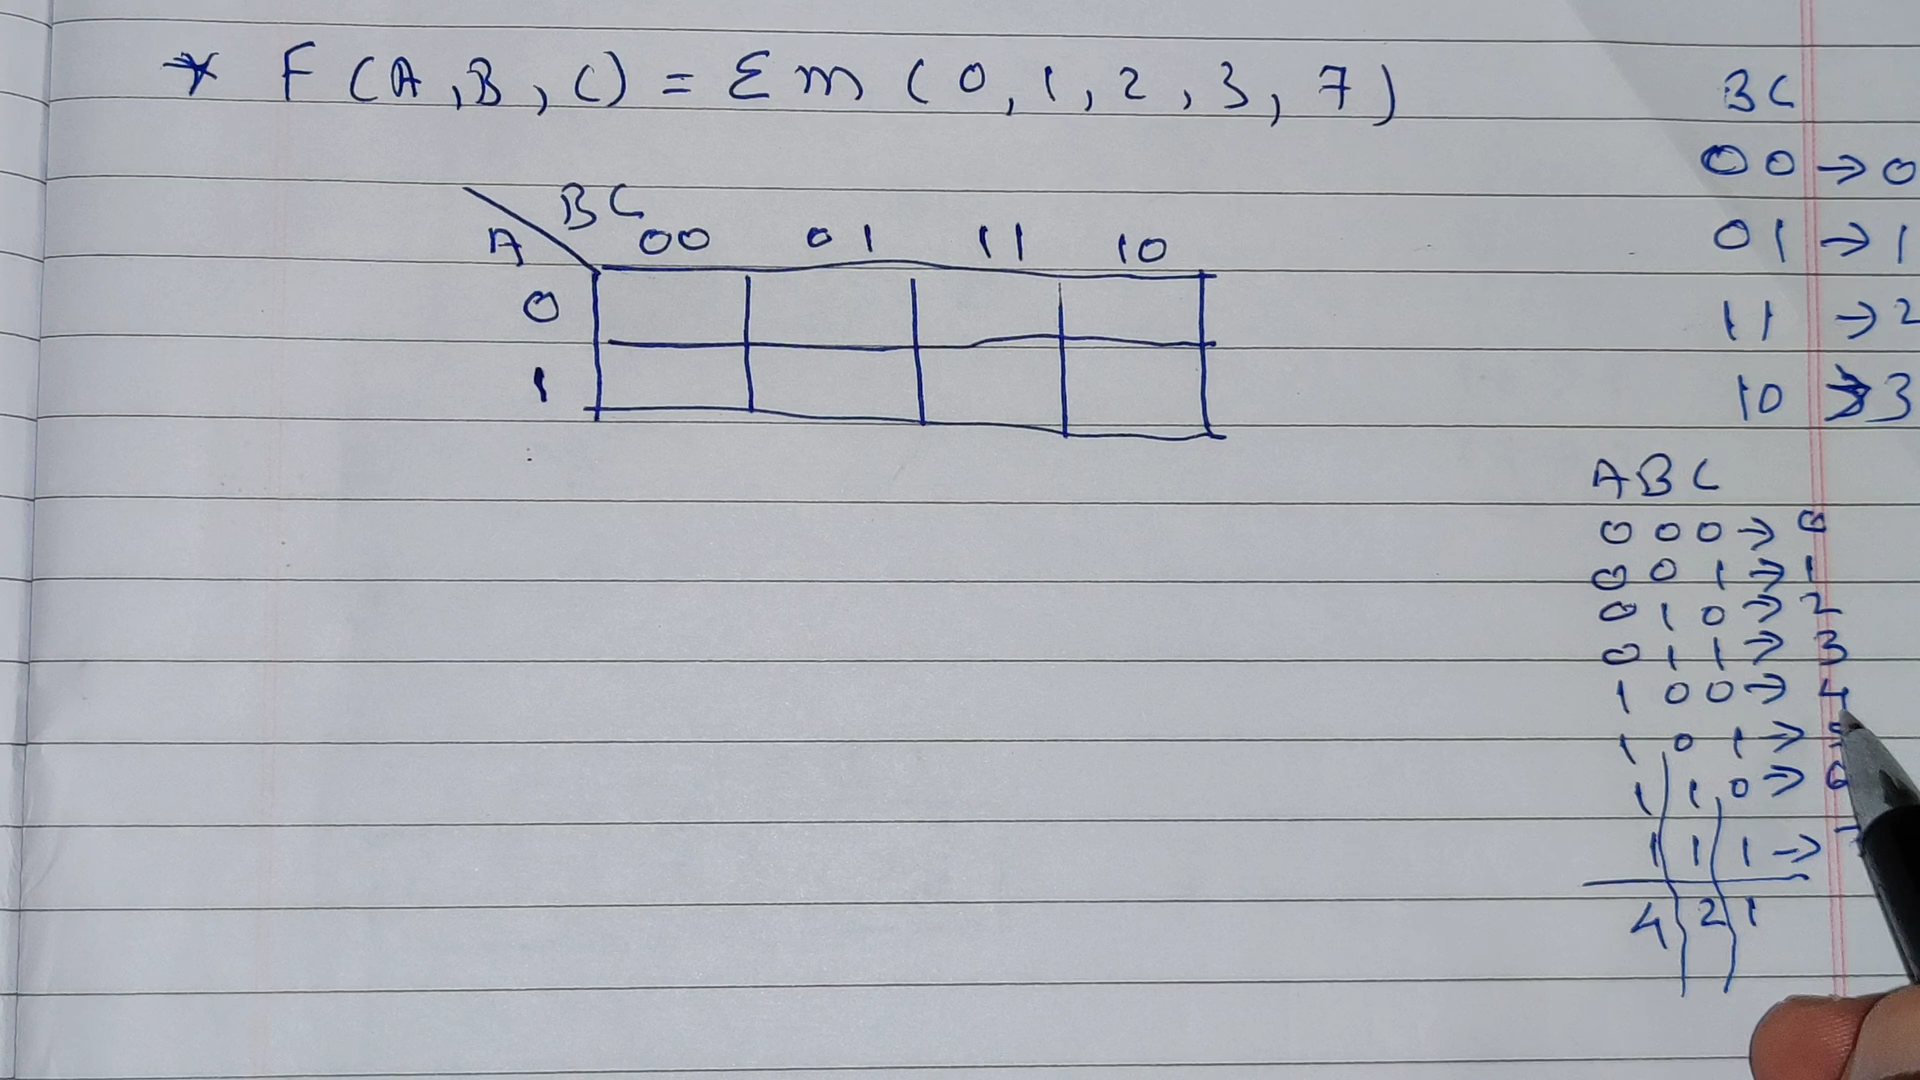 * F (A, B, C) = Σ m (0, 1, 2, 3, 7)
BC
A 00 01 11 10
0
1
BC
00 → 0
01 → 1
11 → 2
10 → 3
ABC
000 → 0
001 → 1
010 → 2
011 → 3
100 → 4
101 →
110 → 6
111 →
4 2 1